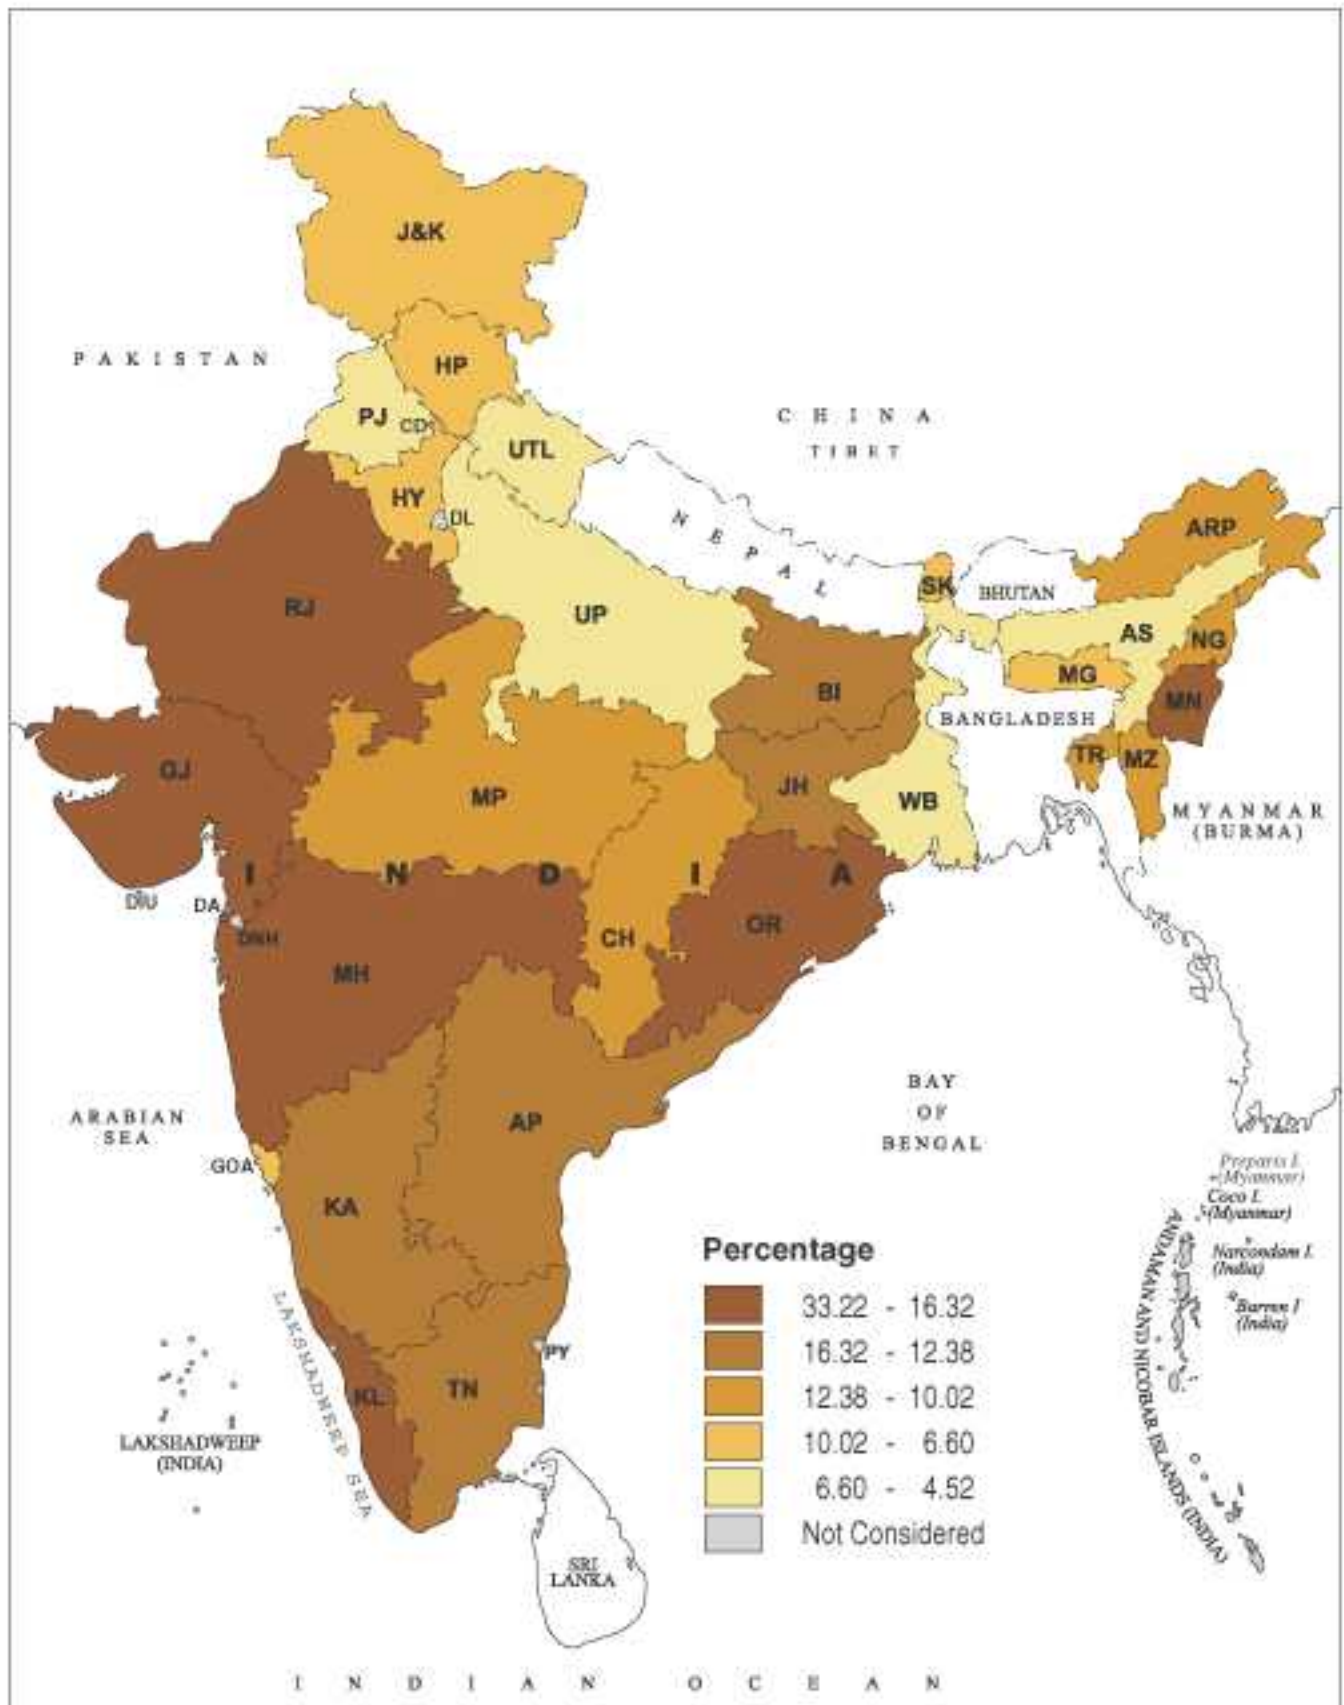 J&K
HP
PAKISTAN
CHINA
TIBET
PJ
CD
UTL
HY
DL
NEPAL
ARP
SK
BHUTAN
RJ
UP
AS
NG
BI
MG
MN
BANGLADESH
GJ
MP
JH
WB
TR
MZ
MYANMAR
(BURMA)
INDIA
DIU
DA
DNH
MH
CH
OR
ARABIAN
SEA
AP
BAY
OF
BENGAL
GOA
KA
Preparis I.
(Myanmar)
Coco I.
(Myanmar)
Narcondam I.
(India)
Barren I
(India)
ANDAMAN AND NICOBAR ISLANDS (INDIA)
LAKSHADWEEP
(INDIA)
LAKSHADWEEP SEA
KL
TN
PY
Percentage
33.22 - 16.32
16.32 - 12.38
12.38 - 10.02
10.02 - 6.60
6.60 - 4.52
Not Considered
SRI
LANKA
INDIAN OCEAN